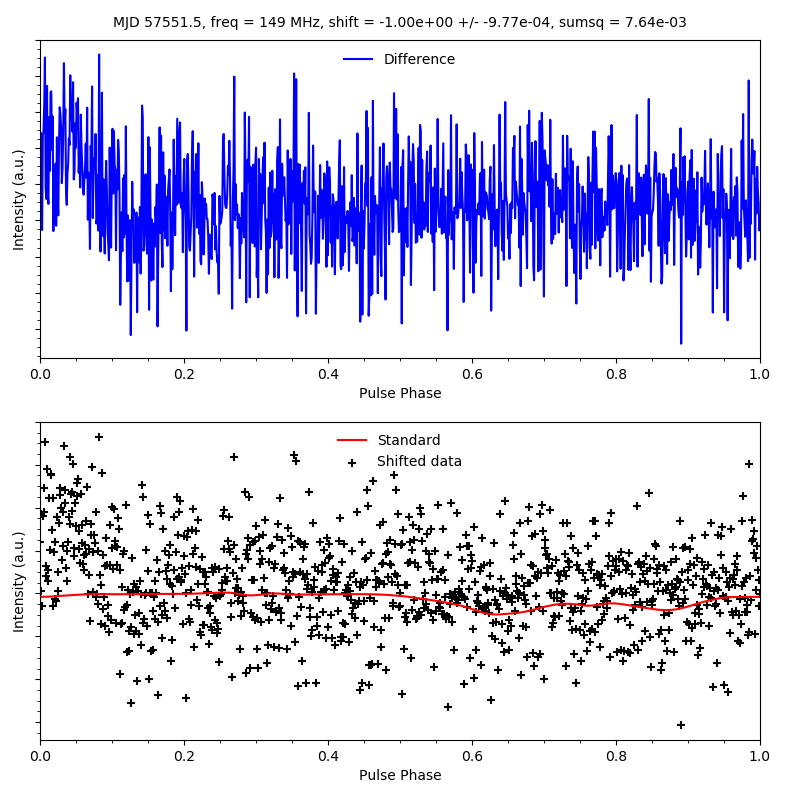 MJD 57551.5, freq = 149 MHz, shift = -1.00e+00 +/- -9.77e-04, sumsq = 7.64e-03
Difference
Intensity (a.u.)
0.0 0.2 0.4 0.6 0.8 1.0
Pulse Phase
Standard
Shifted data
Intensity (a.u.)
0.0 0.2 0.4 0.6 0.8 1.0
Pulse Phase